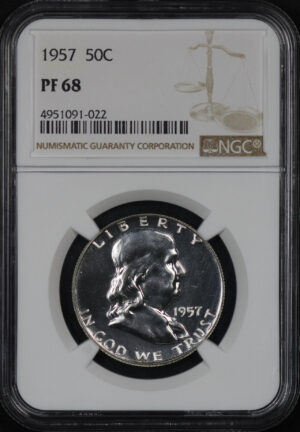 1957 50C
PF 68
4951091-022
NUMISMATIC GUARANTY CORPORATION
NGC®
LIBERTY
1957
IN GOD WE TRUST